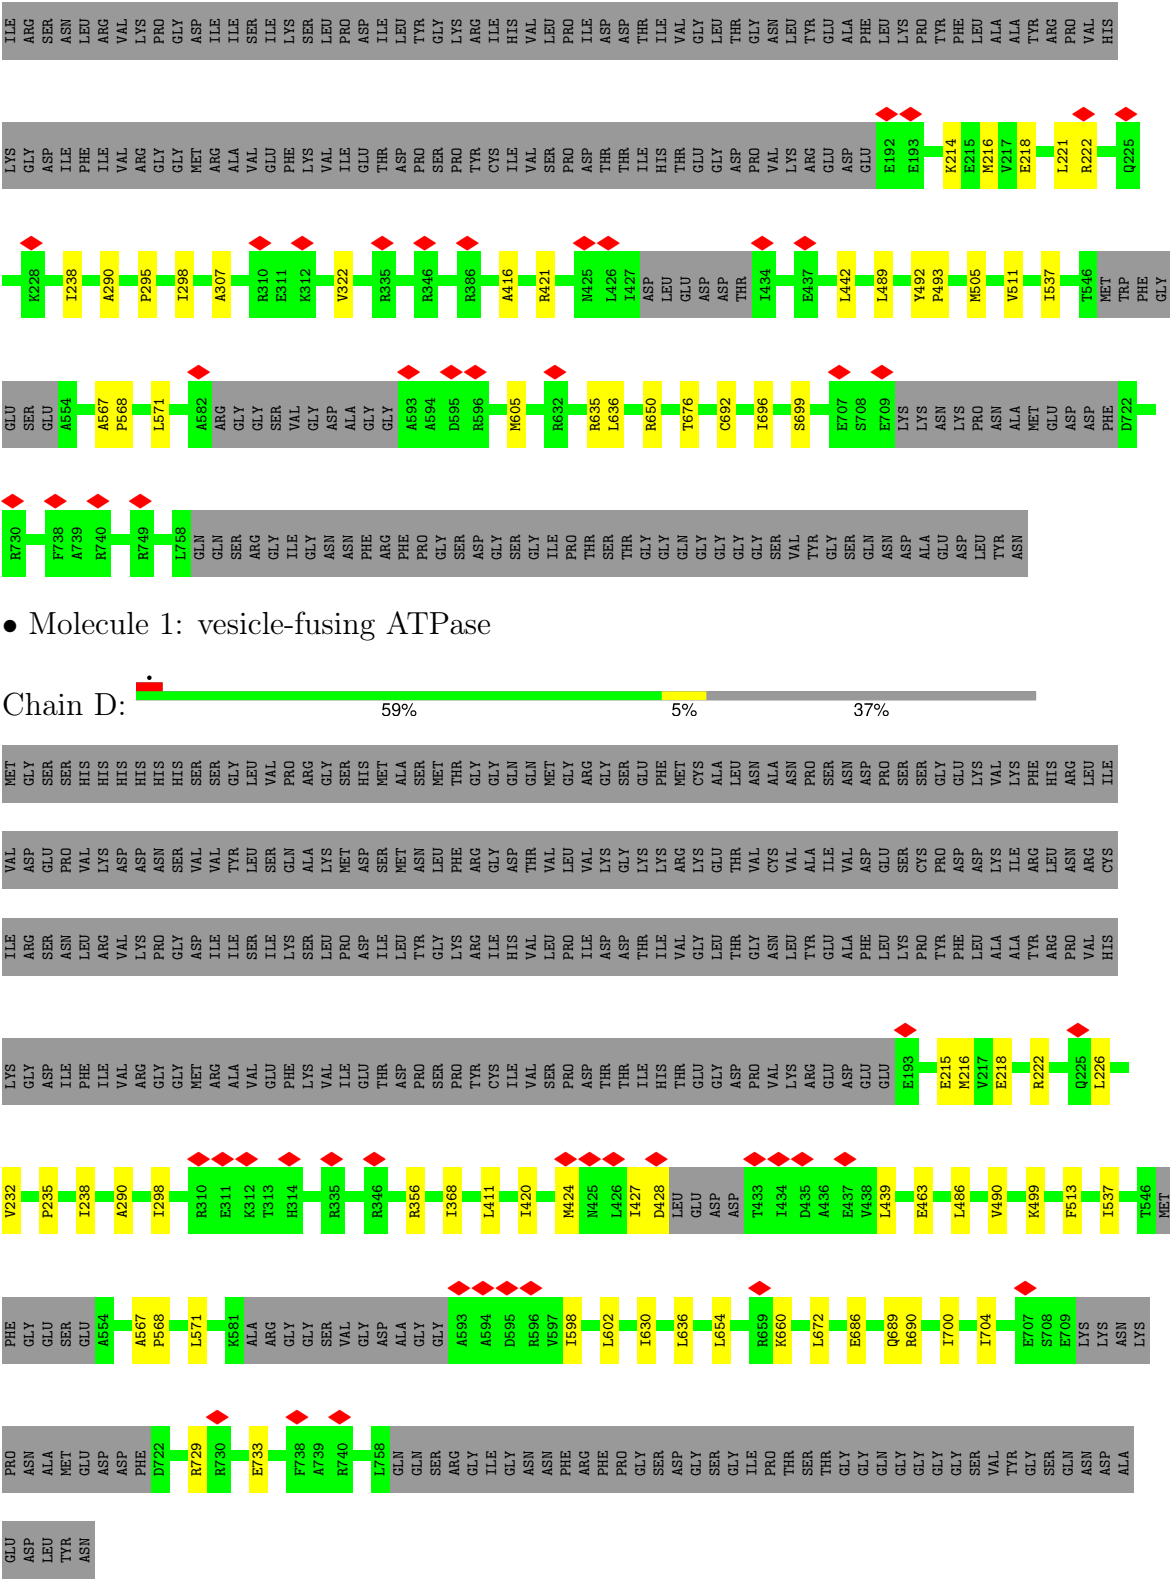 ILE ARG SER ASN LEU ARG VAL LYS PRO GLY ASP ILE ILE SER ILE LYS SER LEU PRO ASP ILE LEU TYR GLY LYS ARG ILE HIS VAL LEU PRO ILE ASP ASP THR ILE VAL GLY LEU THR GLY ASN LEU TYR GLU ALA PHE LEU LYS PRO TYR PHE LEU ALA ALA TYR ARG PRO VAL HIS
LYS GLY ASP ILE PHE ILE VAL ARG GLY GLY MET ARG ALA VAL GLU PHE LYS VAL ILE GLU THR ASP PRO SER PRO TYR CYS ILE VAL SER PRO ASP THR THR ILE HIS THR GLU GLY ASP PRO VAL LYS ARG GLU ASP GLU E192 E193 K214 E215 M216 V217 E218 L221 R222 Q225
K228 I238 A290 P295 I298 A307 R310 E311 K312 V322 R335 R346 R386 A416 R421 N425 L426 I427 ASP LEU GLU ASP ASP THR I434 E437 L442 L489 Y492 P493 M505 V511 I537 T546 MET TRP PHE GLY
GLU SER GLU A554 A567 P568 L571 A582 ARG GLY GLY SER VAL GLY ASP ALA GLY GLY A593 A594 D595 R596 M605 R632 R635 L636 R650 T676 C692 I696 S699 E707 S708 E709 LYS LYS ASN LYS PRO ASN ALA MET GLU ASP ASP PHE D722
R730 F738 A739 R740 R749 L758 GLN GLN SER ARG GLY ILE GLY ASN ASN PHE ARG PHE PRO GLY SER ASP GLY SER GLY ILE PRO THR SER THR GLY GLY GLN GLY GLY GLY GLY SER VAL TYR GLY SER GLN ASN ASP ALA GLU ASP LEU TYR ASN
• Molecule 1: vesicle-fusing ATPase
Chain D: 59% 5% 37%
MET GLY SER SER HIS HIS HIS HIS HIS HIS SER SER GLY LEU VAL PRO ARG GLY SER HIS MET ALA SER MET THR GLY GLY GLN GLN MET GLY ARG GLY SER GLU PHE MET CYS ALA LEU ASN ALA ASN PRO SER ASN ASP PRO SER SER GLY GLU LYS VAL LYS PHE HIS ARG LEU ILE
VAL ASP GLU PRO VAL LYS ASP ASP ASN SER VAL VAL TYR LEU SER GLN ALA LYS MET ASP SER MET ASN LEU PHE ARG GLY ASP THR VAL LEU VAL LYS GLY LYS LYS ARG LYS GLU THR VAL CYS VAL ALA ILE VAL ASP GLU SER CYS PRO ASP ASP LYS ILE ARG LEU ASN ARG CYS
ILE ARG SER ASN LEU ARG VAL LYS PRO GLY ASP ILE ILE SER ILE LYS SER LEU PRO ASP ILE LEU TYR GLY LYS ARG ILE HIS VAL LEU PRO ILE ASP ASP THR ILE VAL GLY LEU THR GLY ASN LEU TYR GLU ALA PHE LEU LYS PRO TYR PHE LEU ALA ALA TYR ARG PRO VAL HIS
LYS GLY ASP ILE PHE ILE VAL ARG GLY GLY MET ARG ALA VAL GLU PHE LYS VAL ILE GLU THR ASP PRO SER PRO TYR CYS ILE VAL SER PRO ASP THR THR ILE HIS THR GLU GLY ASP PRO VAL LYS ARG GLU ASP GLU GLU E193 E215 M216 V217 E218 R222 Q225 L226
V232 P235 I238 A290 I298 R310 E311 K312 T313 H314 R335 R346 R356 I368 L411 I420 M424 N425 L426 I427 D428 LEU GLU ASP ASP T433 I434 D435 A436 E437 V438 L439 E463 L486 V490 K499 F513 I537 T546 MET
PHE GLY GLU SER GLU A554 A567 P568 L571 K581 ALA ARG GLY GLY SER VAL GLY ASP ALA GLY GLY A593 A594 D595 R596 V597 I598 L602 I630 L636 L654 R659 K660 L672 E686 Q689 R690 I700 I704 E707 S708 E709 LYS LYS ASN LYS
PRO ASN ALA MET GLU ASP ASP PHE D722 R729 R730 E733 F738 A739 R740 L758 GLN GLN SER ARG GLY ILE GLY ASN ASN PHE ARG PHE PRO GLY SER ASP GLY SER GLY ILE PRO THR SER THR GLY GLY GLN GLY GLY GLY GLY SER VAL TYR GLY SER GLN ASN ASP ALA
GLU ASP LEU TYR ASN